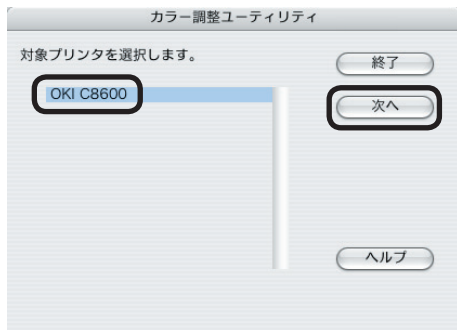 カラー調整ユーティリティ
対象プリンタを選択します。
終了
OKI C8600
次へ
ヘルプ